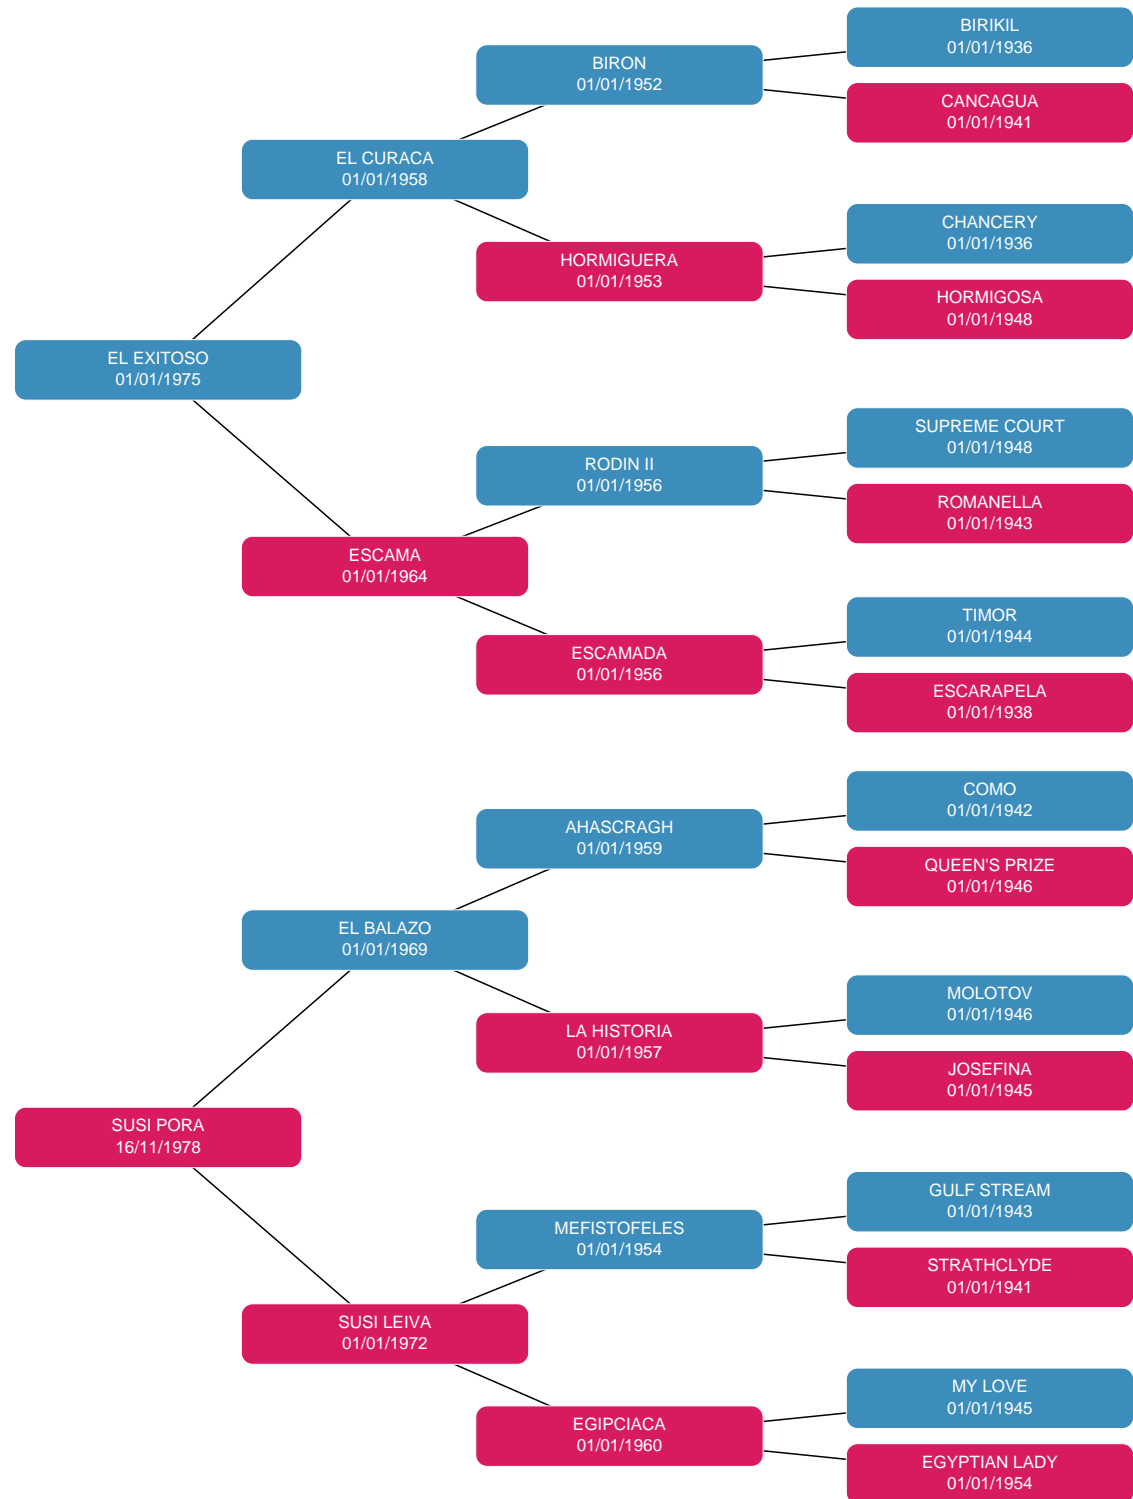 BIRIKIL
01/01/1936
BIRON
01/01/1952
CANCAGUA
01/01/1941
EL CURACA
01/01/1958
CHANCERY
01/01/1936
HORMIGUERA
01/01/1953
HORMIGOSA
01/01/1948
EL EXITOSO
01/01/1975
SUPREME COURT
01/01/1948
RODIN II
01/01/1956
ROMANELLA
01/01/1943
ESCAMA
01/01/1964
TIMOR
01/01/1944
ESCAMADA
01/01/1956
ESCARAPELA
01/01/1938
COMO
01/01/1942
AHASCRAGH
01/01/1959
QUEEN'S PRIZE
01/01/1946
EL BALAZO
01/01/1969
MOLOTOV
01/01/1946
LA HISTORIA
01/01/1957
JOSEFINA
01/01/1945
SUSI PORA
16/11/1978
GULF STREAM
01/01/1943
MEFISTOFELES
01/01/1954
STRATHCLYDE
01/01/1941
SUSI LEIVA
01/01/1972
MY LOVE
01/01/1945
EGIPCIACA
01/01/1960
EGYPTIAN LADY
01/01/1954